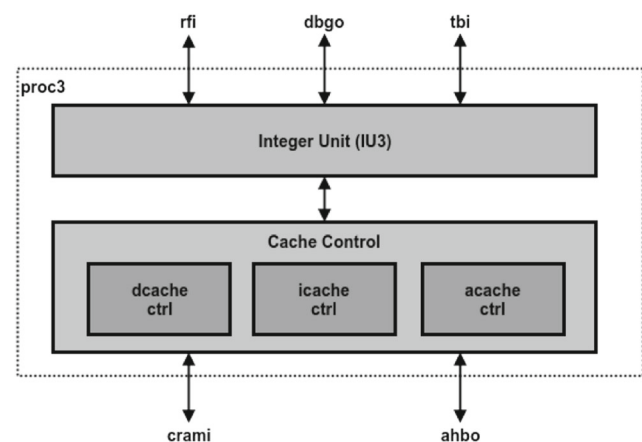 rfi dbgo tbi
proc3
Integer Unit (IU3)
Cache Control
dcache icache acache
ctrl ctrl ctrl
crami ahbo